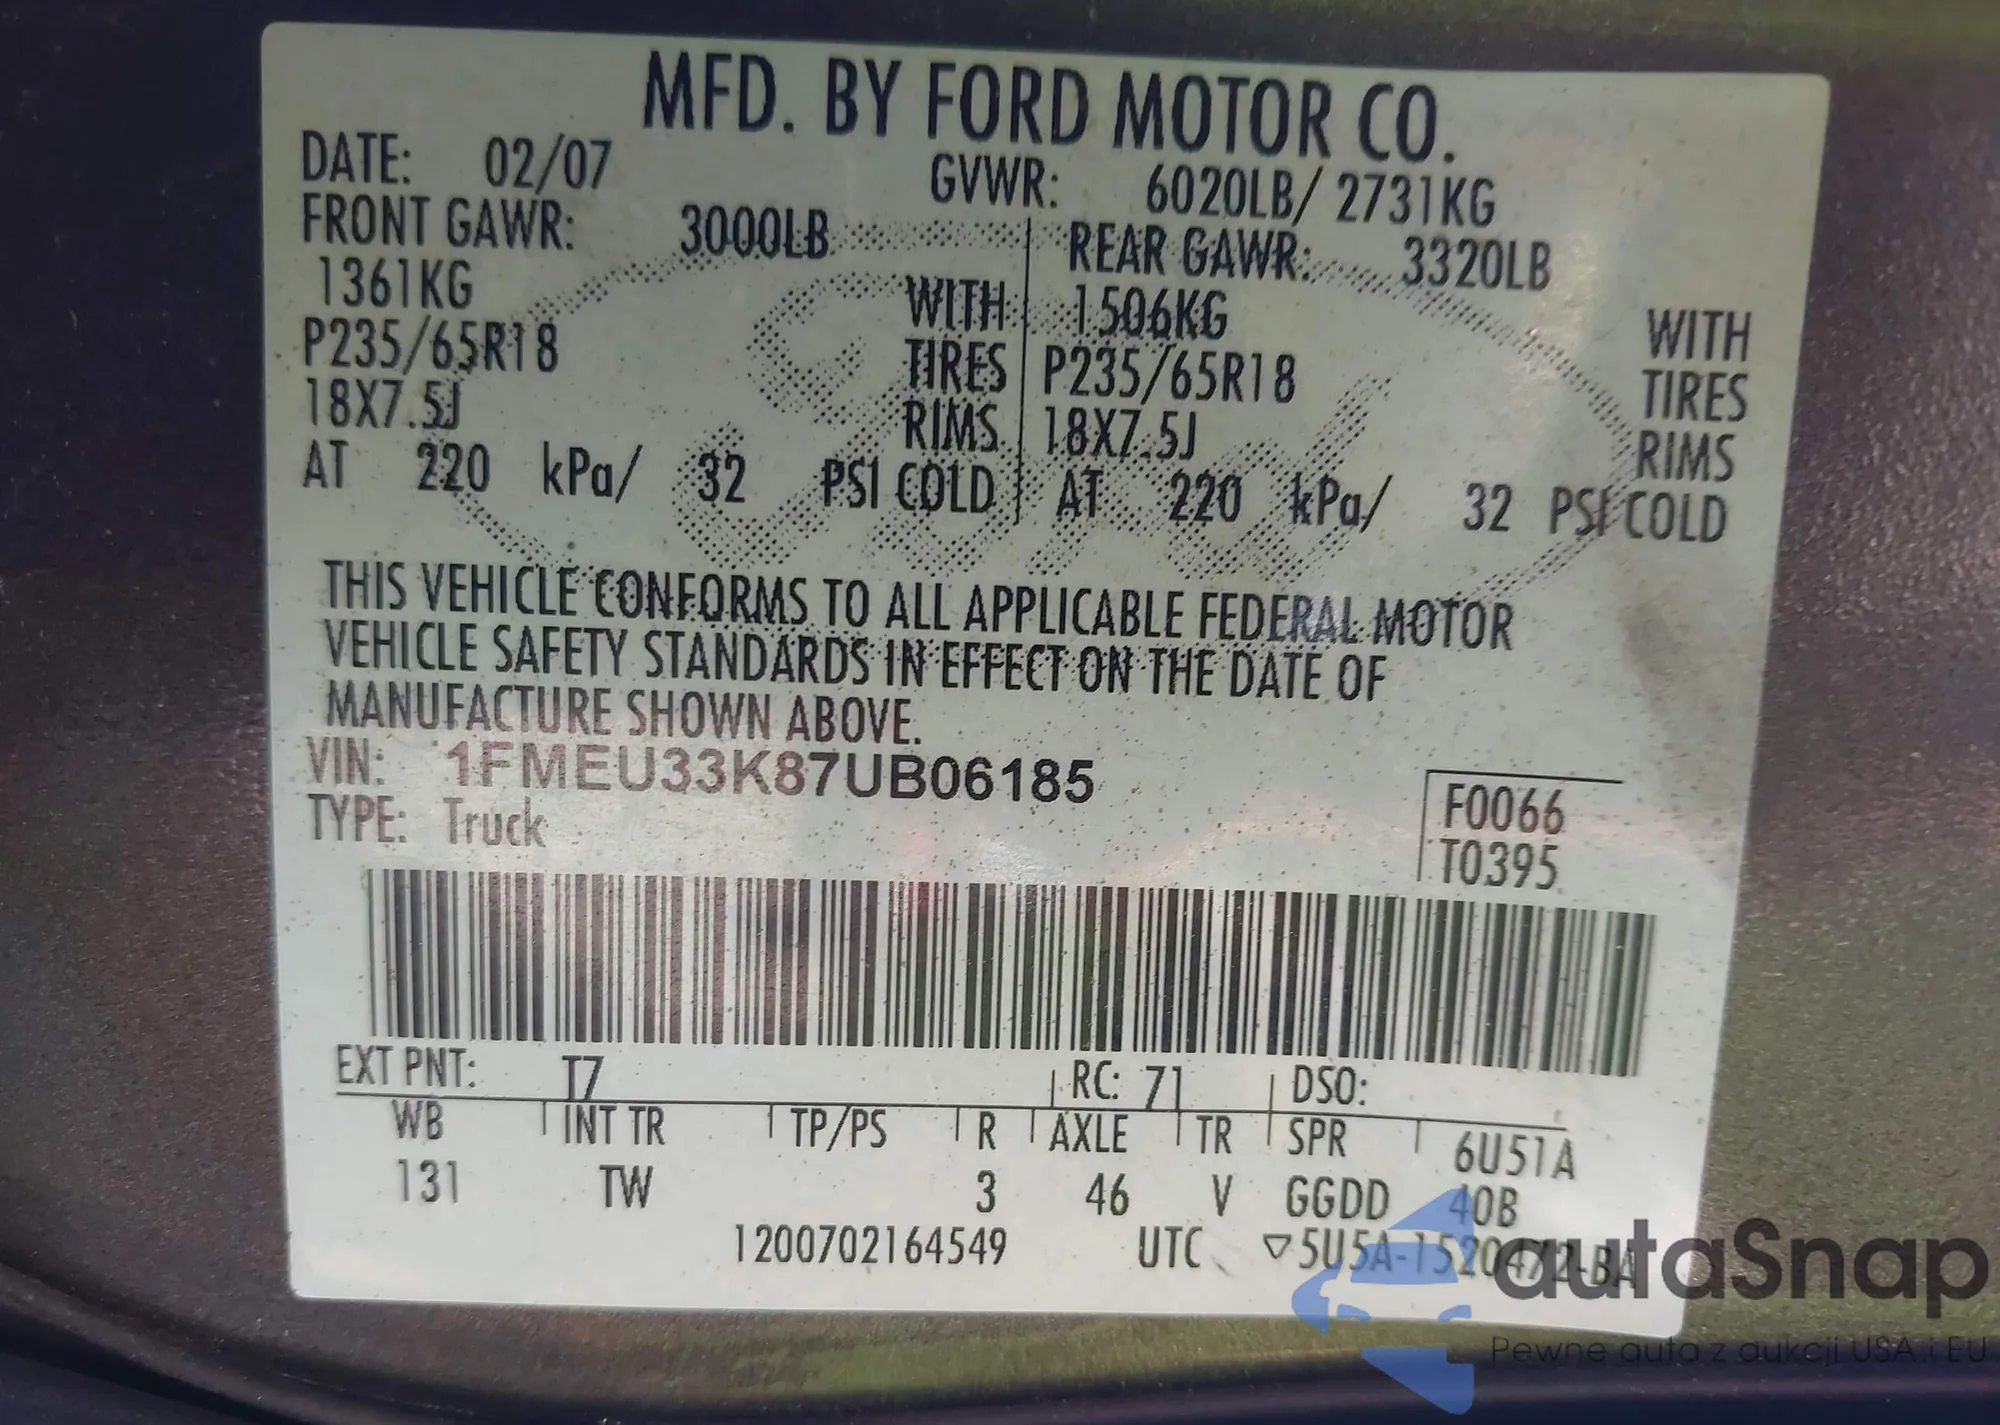 MFD. BY FORD MOTOR CO.
DATE: 02/07 GVWR: 6020LB/ 2731KG
FRONT GAWR: 3000LB REAR GAWR: 3320LB
1361KG WITH 1506KG WITH
P235/65R18 TIRES P235/65R18 TIRES
18X7.5J RIMS 18X7.5J RIMS
AT 220 kPa/ 32 PSI COLD AT 220 kPa/ 32 PSI COLD
THIS VEHICLE CONFORMS TO ALL APPLICABLE FEDERAL MOTOR
VEHICLE SAFETY STANDARDS IN EFFECT ON THE DATE OF
MANUFACTURE SHOWN ABOVE.
VIN: 1FMEU33K87UB06185
TYPE: Truck
F0066
T0395
EXT PNT: T7 RC: 71 DSO:
WB INT TR TP/PS R AXLE TR SPR 6U51A
131 TW 3 46 V GGDD 40B
1200702164549 UTC ▽5U5A-1520472-BA
autaSnap
Pewne auta z aukcji USA i EU